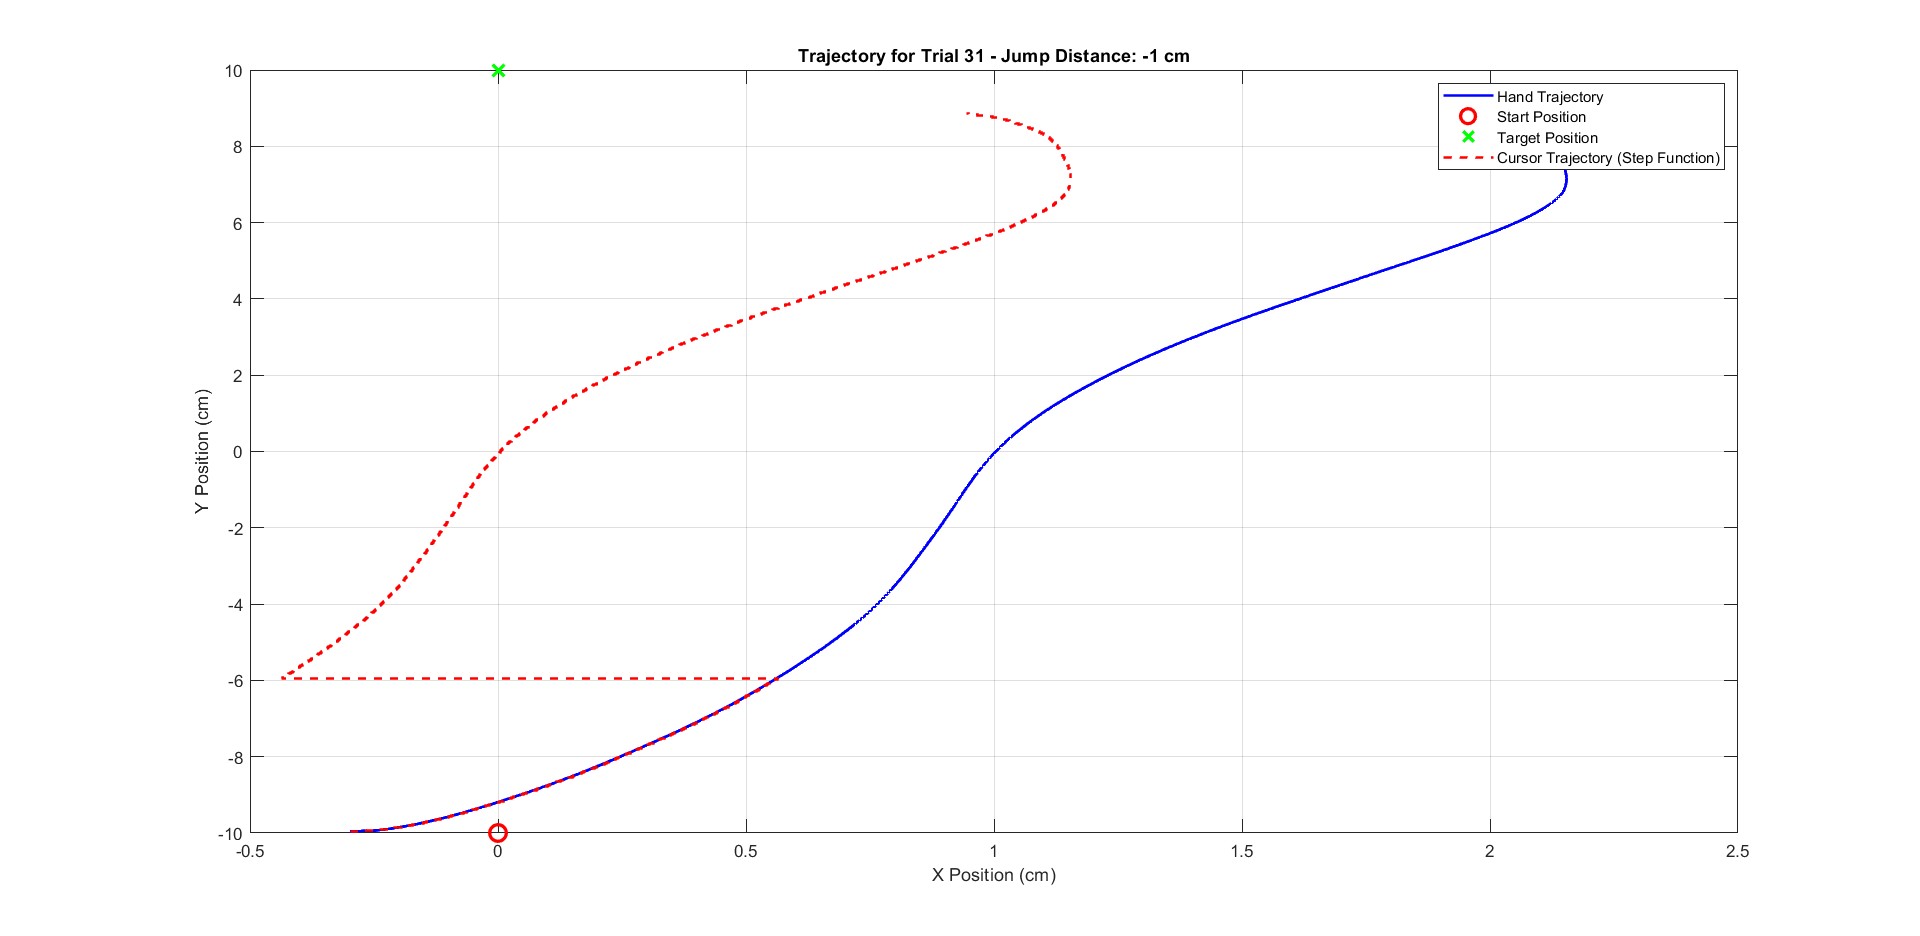 Trajectory for Trial 31 - Jump Distance: -1 cm
Hand Trajectory
Start Position
Target Position
Cursor Trajectory (Step Function)
10
8
6
4
2
0
-2
-4
-6
-8
-10
Y Position (cm)
-0.5 0 0.5 1 1.5 2 2.5
X Position (cm)